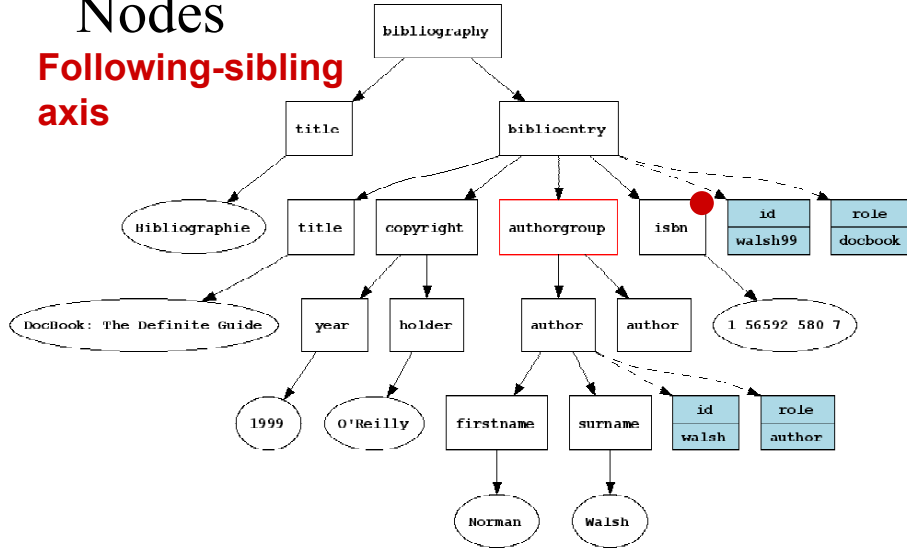 Nodes
Following-sibling
axis
bibliography
title
biblioentry
Bibliographie
title
copyright
authorgroup
isbn
id
walsh99
role
docbook
DocBook: The Definite Guide
year
holder
author
author
1 56592 580 7
1999
O'Reilly
firstname
surname
id
walsh
role
author
Norman
Walsh